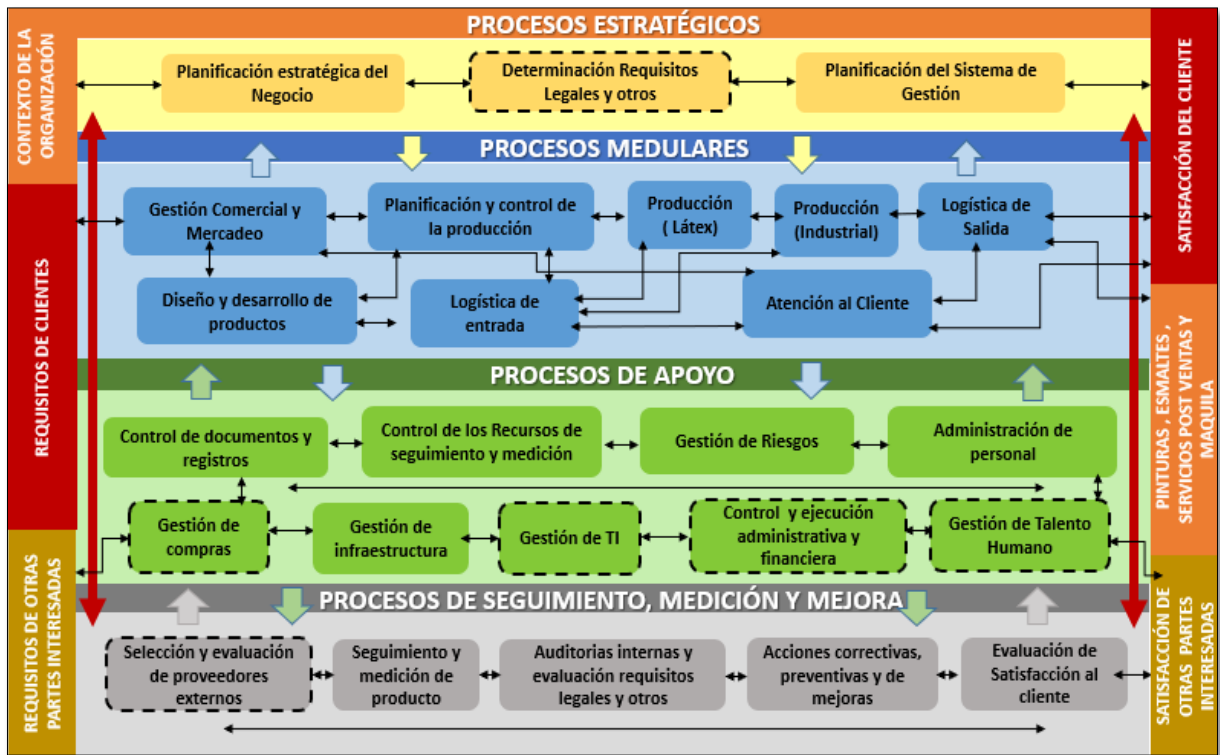 PROCESOS ESTRATÉGICOS
CONTEXTO DE LA
ORGANIZACIÓN
Planificación estratégica del
Negocio
Determinación Requisitos
Legales y otros
Planificación del Sistema de
Gestión
SATISFACCIÓN DEL CLIENTE
PROCESOS MEDULARES
REQUISITOS DE CLIENTES
Gestión Comercial y
Mercadeo
Planificación y control de
la producción
Producción
( Látex)
Producción
(Industrial)
Logística de
Salida
Diseño y desarrollo de
productos
Logística de
entrada
Atención al Cliente
PINTURAS , ESMALTES ,
SERVICIOS POST VENTAS Y
MAQUILA
PROCESOS DE APOYO
Control de documentos y
registros
Control de los Recursos de
seguimiento y medición
Gestión de Riesgos
Administración de
personal
Gestión de
compras
Gestión de
infraestructura
Gestión de TI
Control y ejecución
administrativa y
financiera
Gestión de Talento
Humano
REQUISITOS DE OTRAS
PARTES INTERESADAS
SATISFACCIÓN DE
OTRAS PARTES
INTERESADAS
PROCESOS DE SEGUIMIENTO, MEDICIÓN Y MEJORA
Selección y evaluación
de proveedores
externos
Seguimiento y
medición de
producto
Auditorias internas y
evaluación requisitos
legales y otros
Acciones correctivas,
preventivas y de
mejoras
Evaluación de
Satisfacción al
cliente